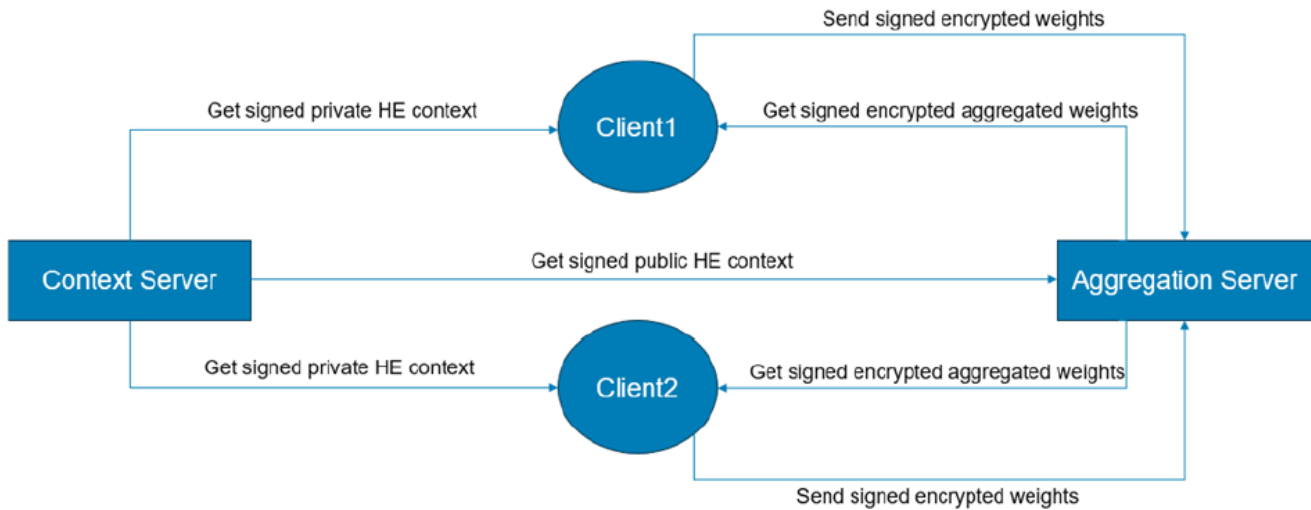 Send signed encrypted weights
Get signed private HE context
Client1
Get signed encrypted aggregated weights
Context Server
Get signed public HE context
Aggregation Server
Get signed private HE context
Client2
Get signed encrypted aggregated weights
Send signed encrypted weights